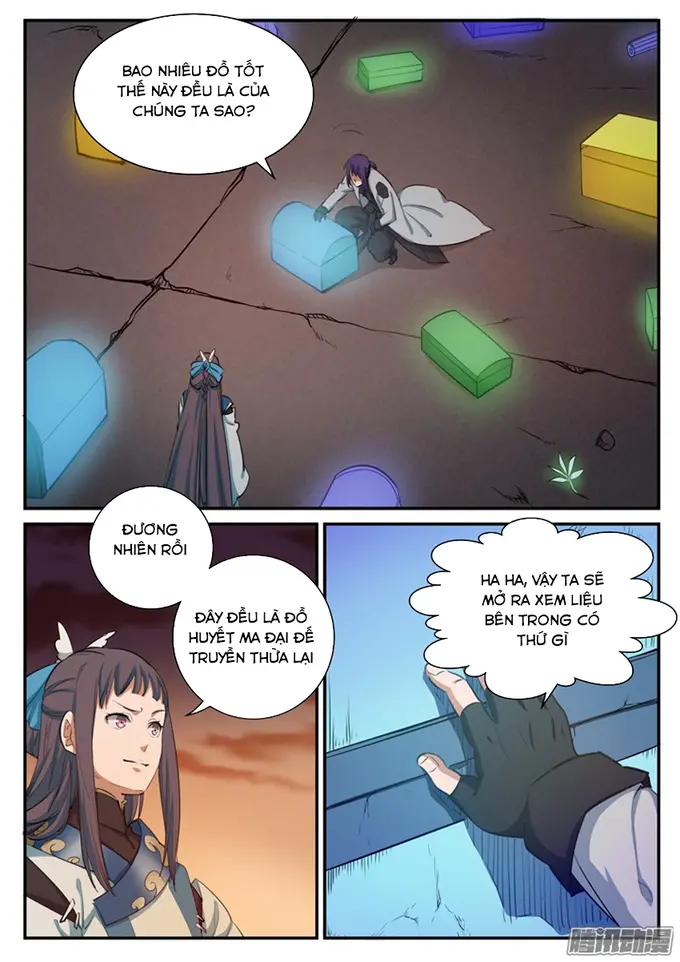 BAO NHIÊU ĐỒ TỐT
THẾ NÀY ĐỀU LÀ CỦA
CHÚNG TA SAO?
ĐƯƠNG
NHIÊN RỒI
ĐÂY ĐỀU LÀ ĐỒ
HUYẾT MA ĐẠI ĐẾ
TRUYỀN THỪA LẠI
HA HA, VẬY TA SẼ
MỞ RA XEM LIỆU
BÊN TRONG CÓ
THỨ GÌ
腾讯动漫